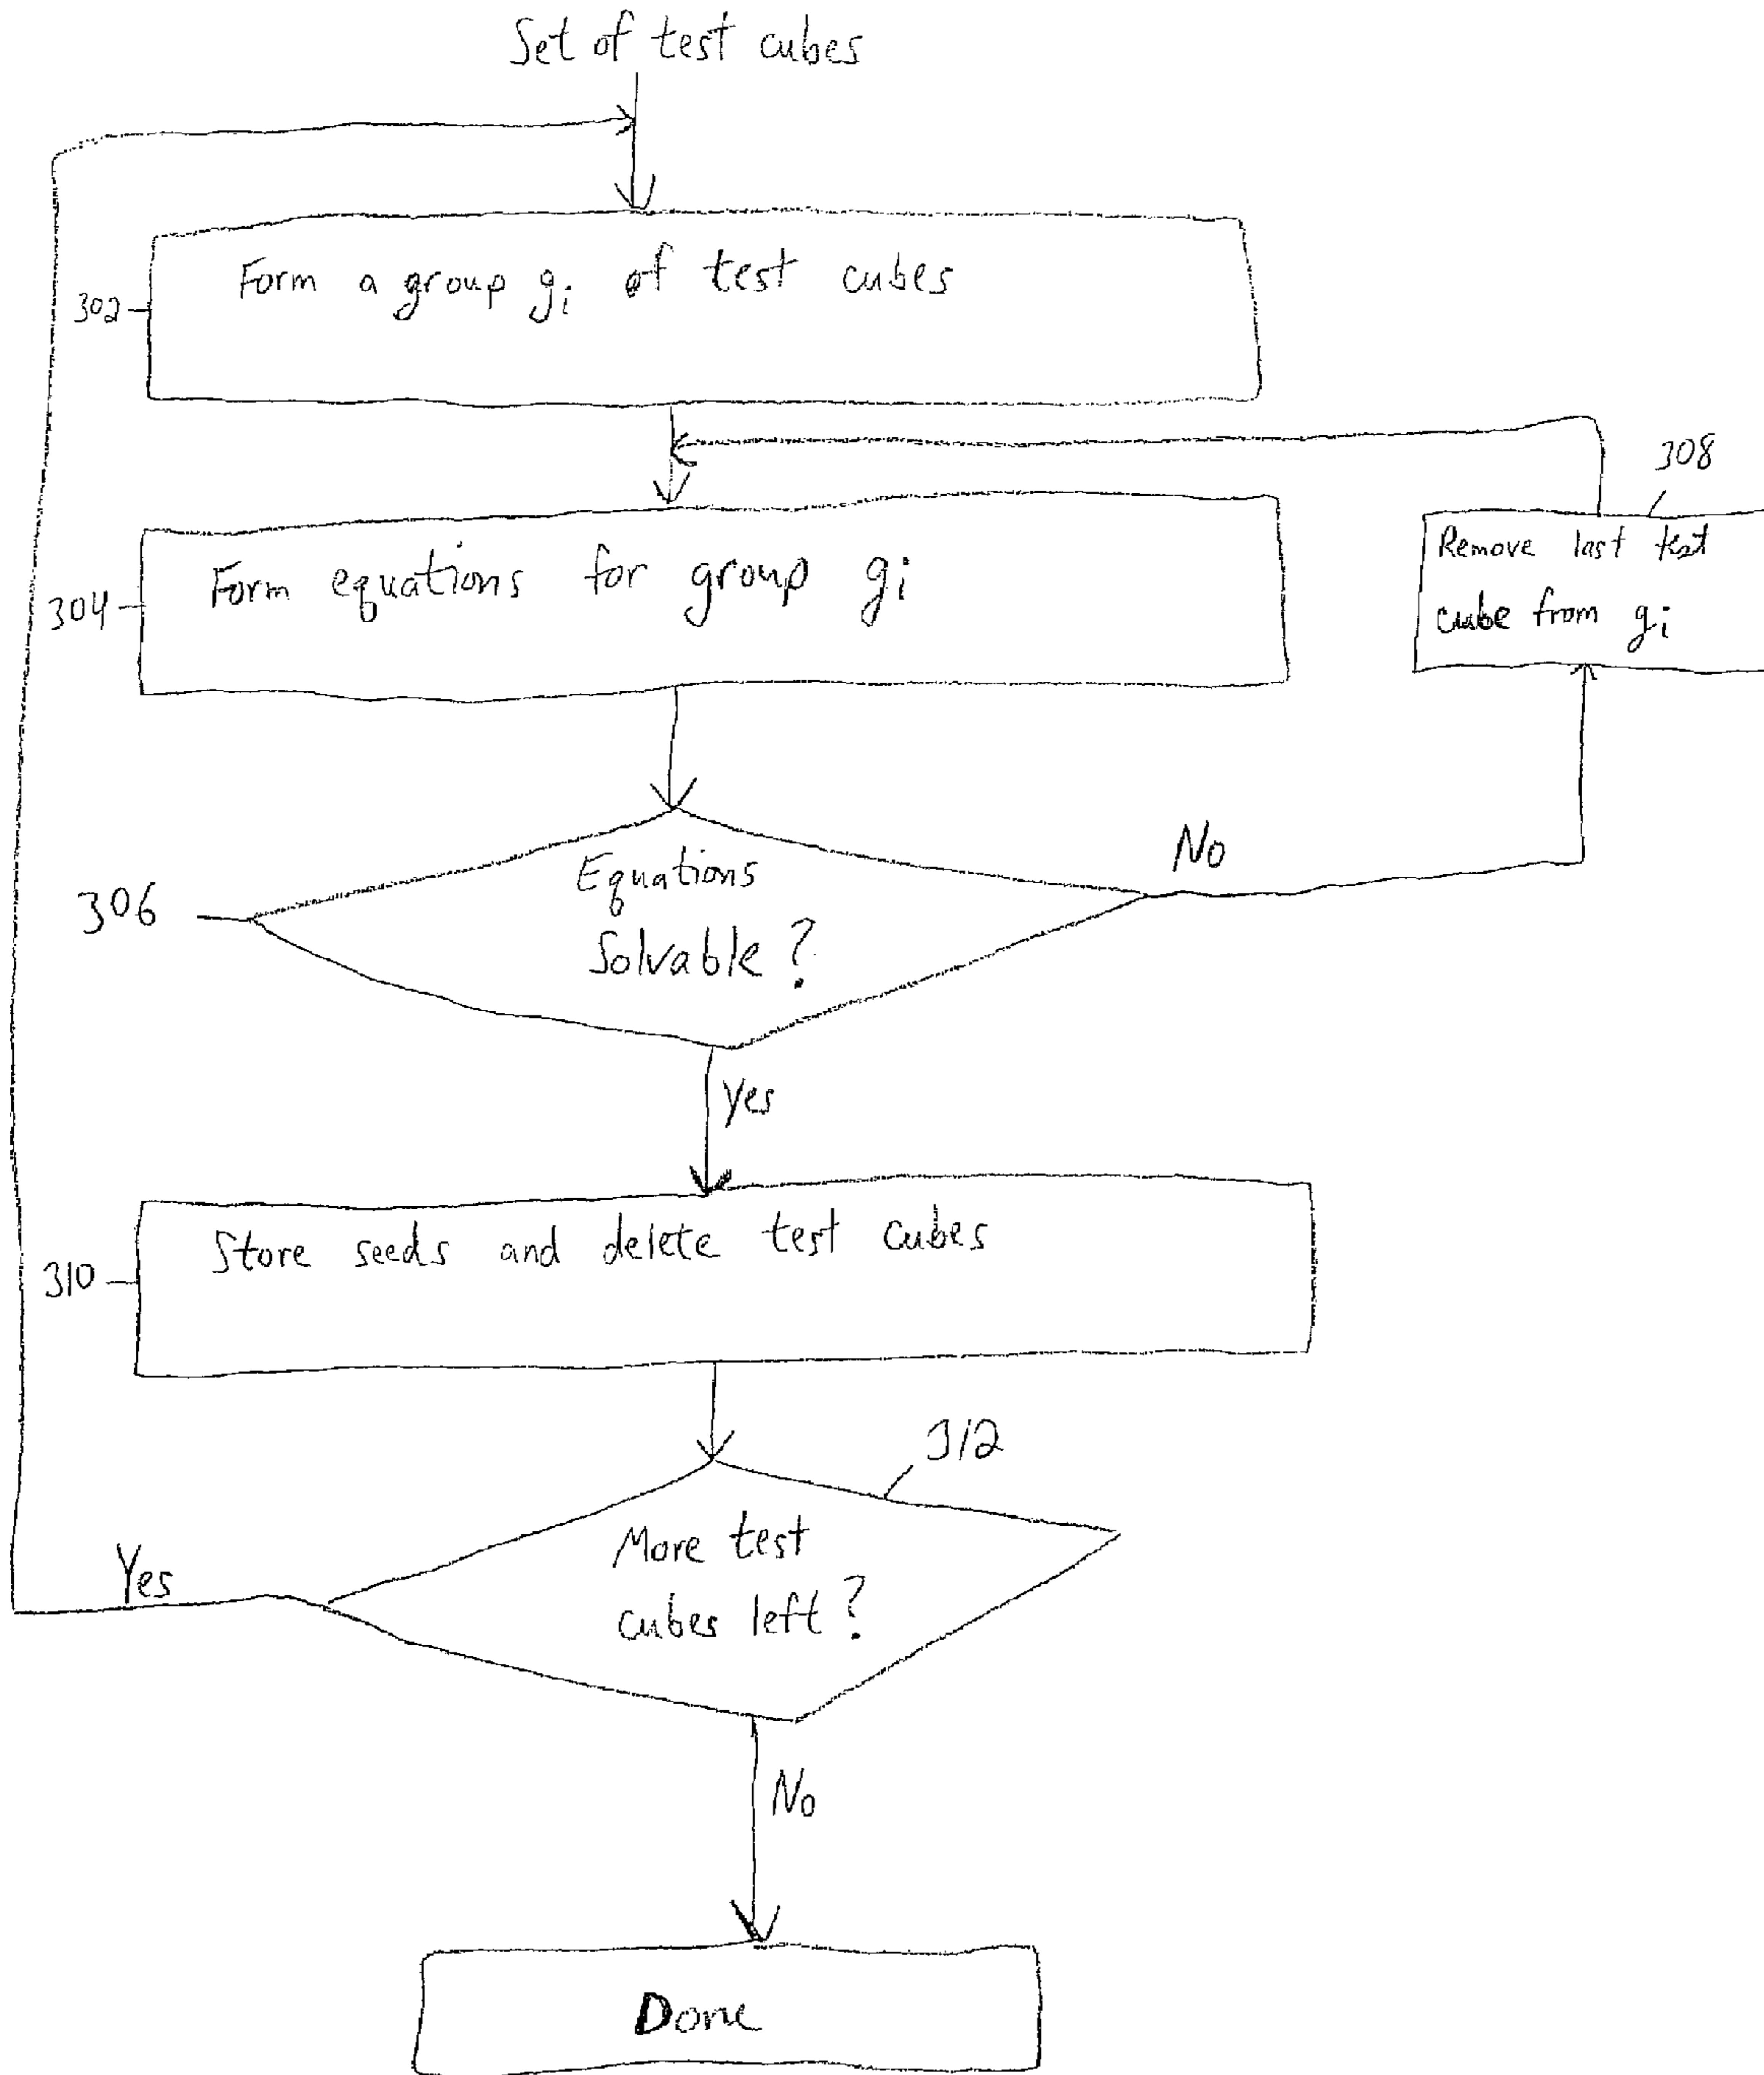 Set of test cubes
Form a group gi of test cubes
302
308
Remove last test
cube from gi
Form equations for group gi
304
No
Equations
Solvable ?
306
Yes
Store seeds and delete test cubes
310
312
More test
cubes left ?
Yes
No
Done